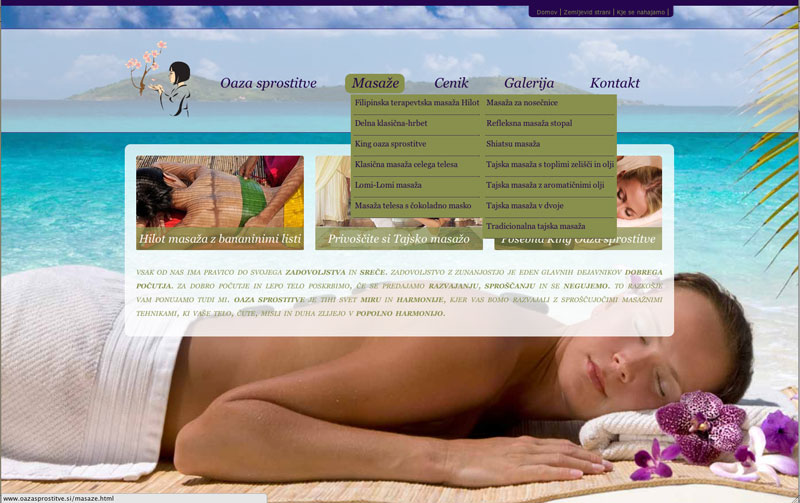 Domov | Zemljevid strani | Kje se nahajamo |
Oaza sprostitve Masaže Cenik Galerija Kontakt
Filipinska terapevtska masaža Hilot
Delna klasična-hrbet
King oaza sprostitve
Klasična masaža celega telesa
Lomi-Lomi masaža
Masaža telesa s čokoladno masko
Masaža za nosečnice
Refleksna masaža stopal
Shiatsu masaža
Tajska masaža s toplimi zelišči in olji
Tajska masaža z aromatičnimi olji
Tajska masaža v dvoje
Tradicionalna tajska masaža
Hilot masaža z bananinimi listi
Privoščite si Tajsko masažo
Posebna King Oaza sprostitve
VSAK OD NAS IMA PRAVICO DO SVOJEGA ZADOVOLJSTVA IN SREČE. ZADOVOLJSTVO Z ZUNANJOSTJO JE EDEN GLAVNIH DEJAVNIKOV DOBREGA
POČUTJA. ZA DOBRO POČUTJE IN LEPO TELO POSKRBIMO, ČE SE PREDAJAMO RAZVAJANJU, SPROŠČANJU IN SE NEGUJEMO. TO RAZKOŠJE
VAM PONUJAMO TUDI MI. OAZA SPROSTITVE JE TIHI SVET MIRU IN HARMONIJE, KJER VAS BOMO RAZVAJALI Z SPROŠČUJOČIMI MASAŽNIMI
TEHNIKAMI, KI VAŠE TELO, ČUTE, MISLI IN DUHA ZLIJEJO V POPOLNO HARMONIJO.
www.oazasprostitve.si/masaze.html